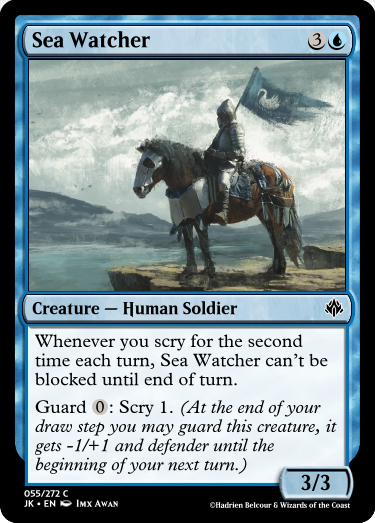 Sea Watcher 3
Creature — Human Soldier
Whenever you scry for the second
time each turn, Sea Watcher can't be
blocked until end of turn.
Guard 0: Scry 1. (At the end of your
draw step you may guard this creature, it
gets -1/+1 and defender until the
beginning of your next turn.)
3/3
055/272 C
JK • EN Imx Awan
©Hadrien Belcour & Wizards of the Coast